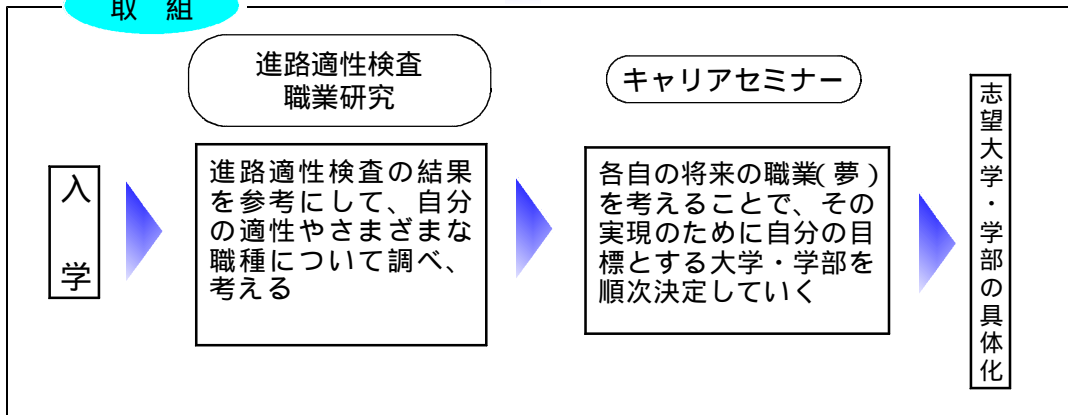 取 組
進路適性検査
職業研究
キャリアセミナー
入
学
進路適性検査の結果
を参考にして、自分
の適性やさまざまな
職種について調べ、
考える
各自の将来の職業(夢)
を考えることで、その
実現のために自分の目
標とする大学・学部を
順次決定していく
志望大学・学部の具体化